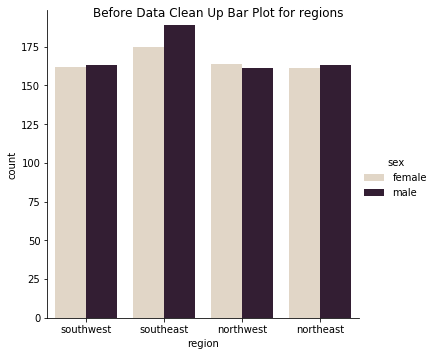 Before Data Clean Up Bar Plot for regions
175
150
125
100
75
50
25
0
count
southwest
southeast
northwest
northeast
region
sex
female
male